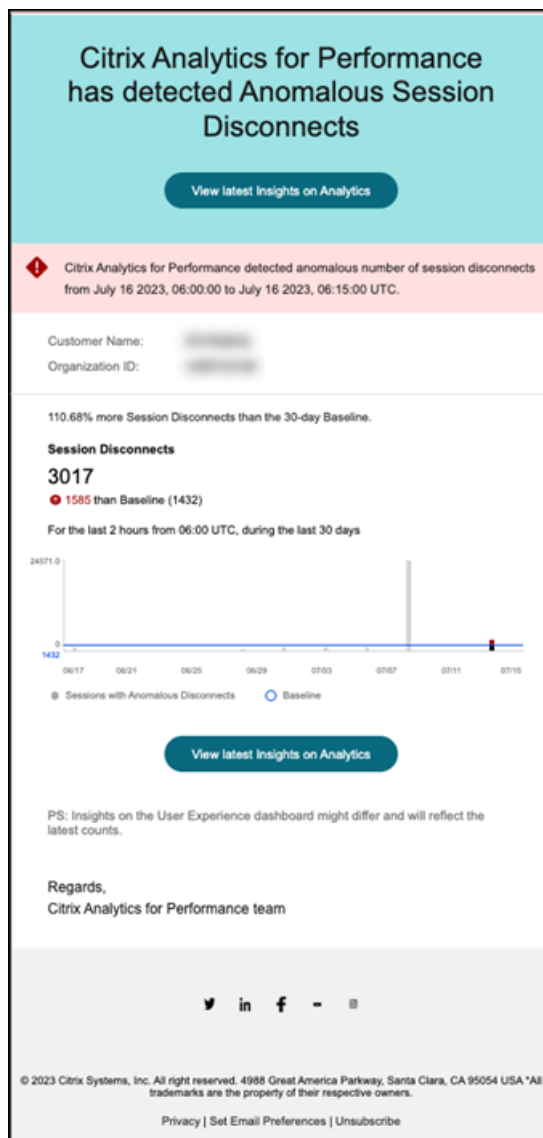 Citrix Analytics for Performance
has detected Anomalous Session
Disconnects
View latest Insights on Analytics
Citrix Analytics for Performance detected anomalous number of session disconnects
from July 16 2023, 06:00:00 to July 16 2023, 06:15:00 UTC.
Customer Name:
Organization ID:
110.68% more Session Disconnects than the 30-day Baseline.
Session Disconnects
3017
1585 than Baseline (1432)
For the last 2 hours from 06:00 UTC, during the last 30 days
24571.0
0
1432
06/17 06/21 06/25 06/29 07/03 07/07 07/11 07/15
Sessions with Anomalous Disconnects Baseline
View latest Insights on Analytics
PS: Insights on the User Experience dashboard might differ and will reflect the
latest counts.
Regards,
Citrix Analytics for Performance team
© 2023 Citrix Systems, Inc. All right reserved. 4988 Great America Parkway, Santa Clara, CA 95054 USA *All
trademarks are the property of their respective owners.
Privacy | Set Email Preferences | Unsubscribe